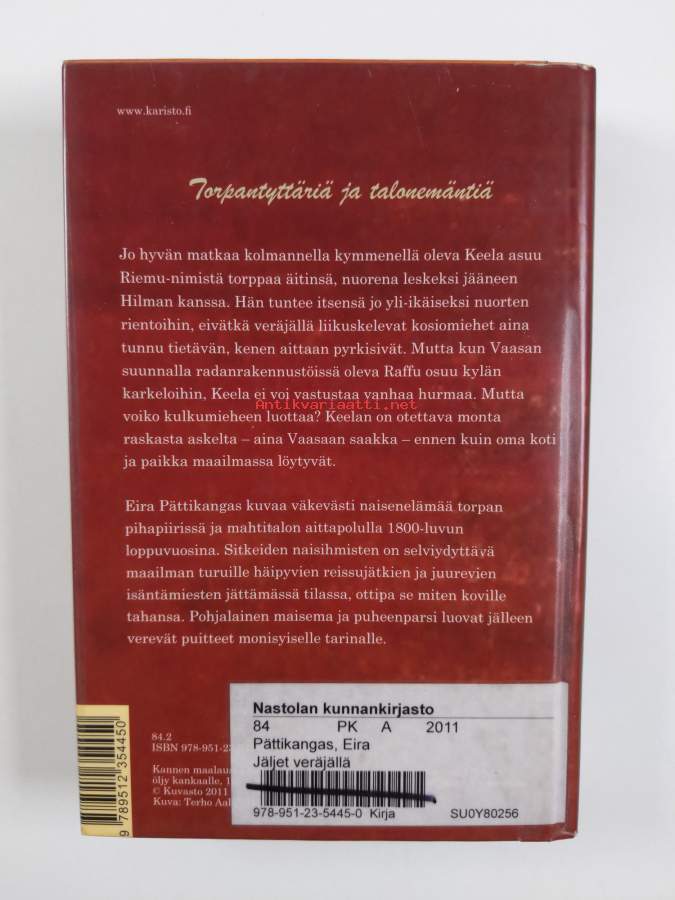 www.karisto.fi
Torpantyttäriä ja talonemäntiä
Jo hyvän matkaa kolmannella kymmenellä oleva Keela asuu
Riemu-nimistä torppaa äitinsä, nuorena leskeksi jääneen
Hilman kanssa. Hän tuntee itsensä jo yli-ikäiseksi nuorten
rientoihin, eivätkä veräjällä liikuskelevat kosiomiehet aina
tunnu tietävän, kenen aittaan pyrkisivät. Mutta kun Vaasan
suunnalla radanrakennustöissä oleva Raffu osuu kylän
karkeloihin, Keela ei voi vastustaa vanhaa hurmaa. Mutta
Antikvariaatti.net
voiko kulkumieheen luottaa? Keelan on otettava monta
raskasta askelta – aina Vaasaan saakka – ennen kuin oma koti
ja paikka maailmassa löytyvät.
Eira Pättikangas kuvaa väkevästi naisenelämää torpan
pihapiirissä ja mahtitalon aittapolulla 1800-luvun
loppuvuosina. Sitkeiden naisihmisten on selviydyttävä
maailman turuille häipyvien reissujätkien ja juurevien
isäntämiesten jättämässä tilassa, ottipa se miten koville
tahansa. Pohjalainen maisema ja puheenparsi luovat jälleen
verevät puitteet monisyiselle tarinalle.
84.2
ISBN 978-951-23
Kannen maalaus
öljy kankaalle, 1
© Kuvasto 2011
Kuva: Terho Aal
9 789512 354450
Nastolan kunnankirjasto
84 PK A 2011
Pättikangas, Eira
Jäljet veräjällä
978-951-23-5445-0 Kirja SU0Y80256